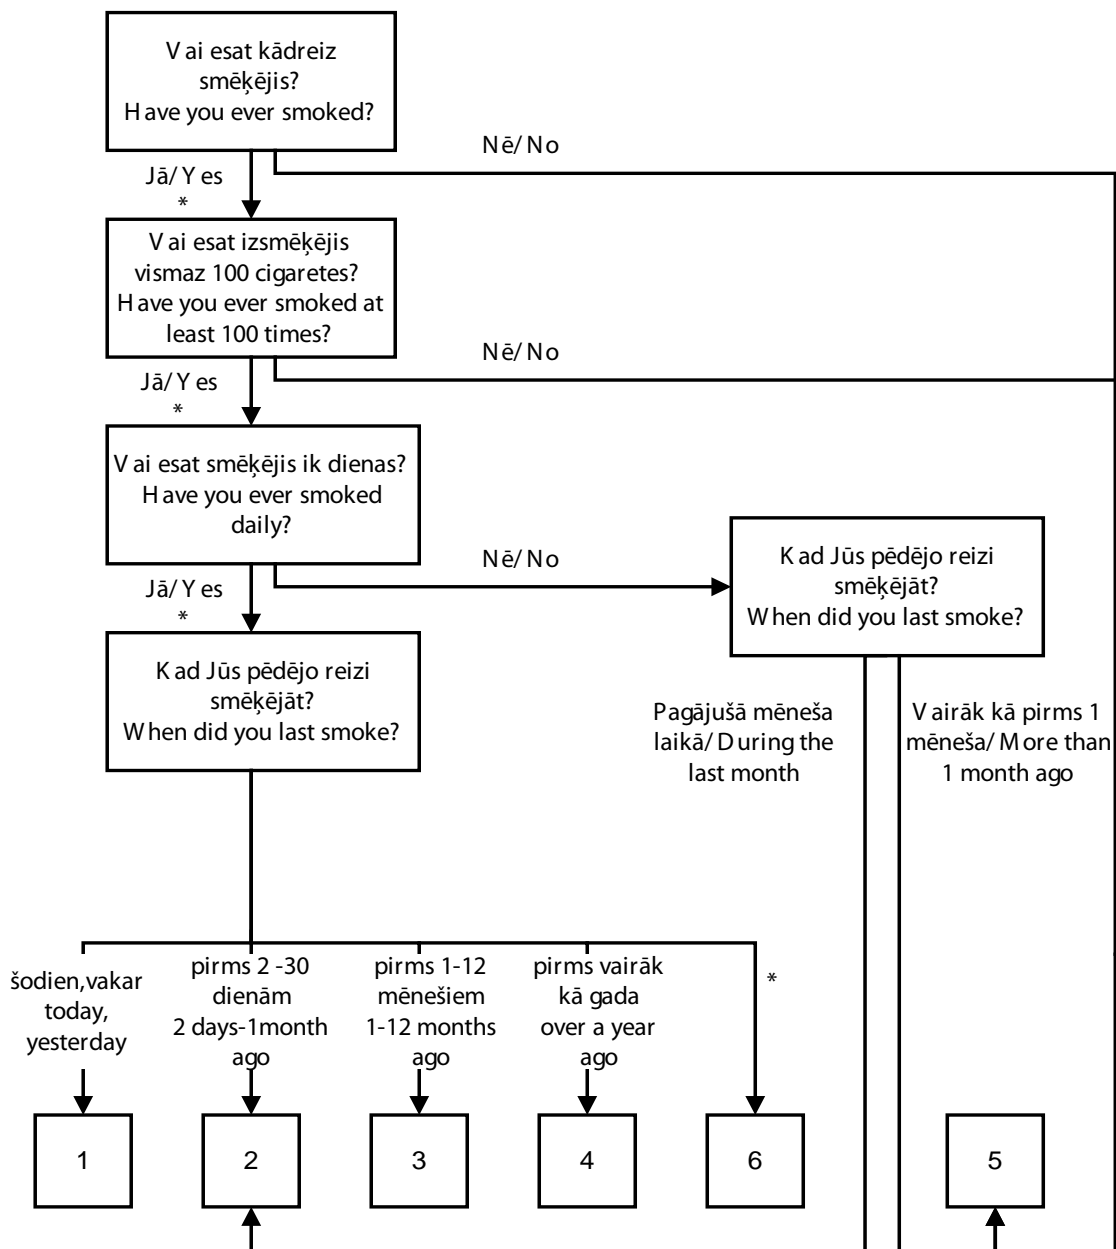 Vai esat kādreiz
smēķējis?
Have you ever smoked?
Nē/ No
Jā/ Yes
*
Vai esat izsmēķējis
vismaz 100 cigaretes?
Have you ever smoked at
least 100 times?
Nē/ No
Jā/ Yes
*
Vai esat smēķējis ik dienas?
Have you ever smoked
daily?
Nē/ No
Jā/ Yes
*
Kad Jūs pēdējo reizi
smēķējāt?
When did you last smoke?
Kad Jūs pēdējo reizi
smēķējāt?
When did you last smoke?
Pagājušā mēneša
laikā/ During the
last month
Vairāk kā pirms 1
mēneša/ More than
1 month ago
šodien,vakar
today,
yesterday
pirms 2 -30
dienām
2 days-1month
ago
pirms 1-12
mēnešiem
1-12 months
ago
pirms vairāk
kā gada
over a year
ago
*
1
2
3
4
6
5